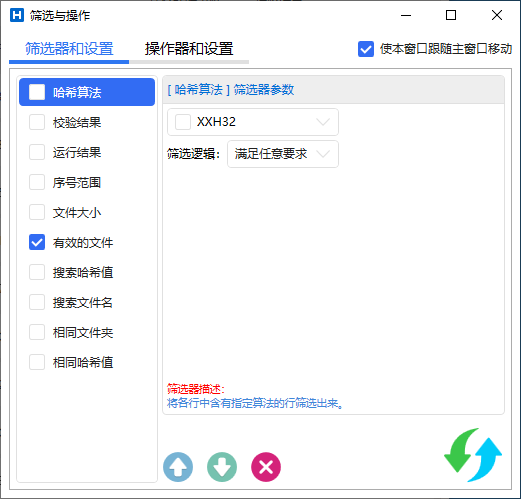 筛选与操作
筛选器和设置
操作器和设置
使本窗口跟随主窗口移动
哈希算法
校验结果
运行结果
序号范围
文件大小
有效的文件
搜索哈希值
搜索文件名
相同文件夹
相同哈希值
[ 哈希算法 ] 筛选器参数
XXH32
筛选逻辑：
满足任意要求
筛选器描述：
将各行中含有指定算法的行筛选出来。